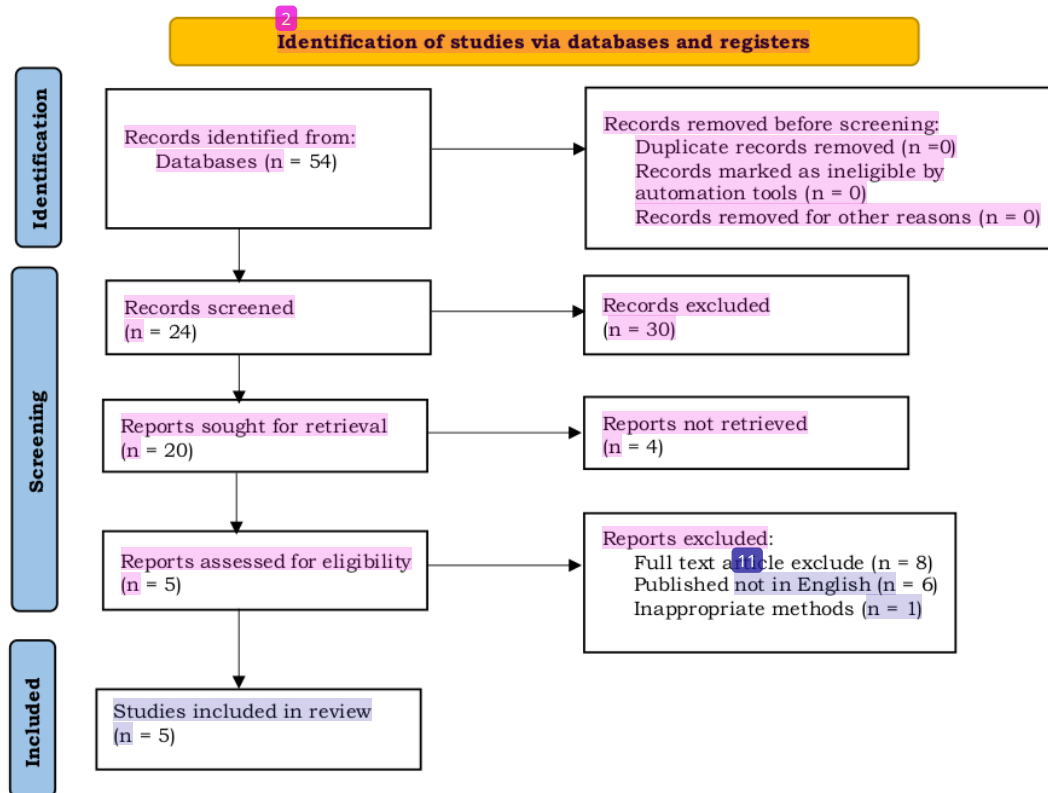 2
Identification of studies via databases and registers
Identification
Records identified from:
Databases (n = 54)
Records removed before screening:
Duplicate records removed (n =0)
Records marked as ineligible by
automation tools (n = 0)
Records removed for other reasons (n = 0)
Screening
Records screened
(n = 24)
Records excluded
(n = 30)
Reports sought for retrieval
(n = 20)
Reports not retrieved
(n = 4)
Reports assessed for eligibility
(n = 5)
Reports excluded:
11
Full text article exclude (n = 8)
Published not in English (n = 6)
Inappropriate methods (n = 1)
Included
Studies included in review
(n = 5)